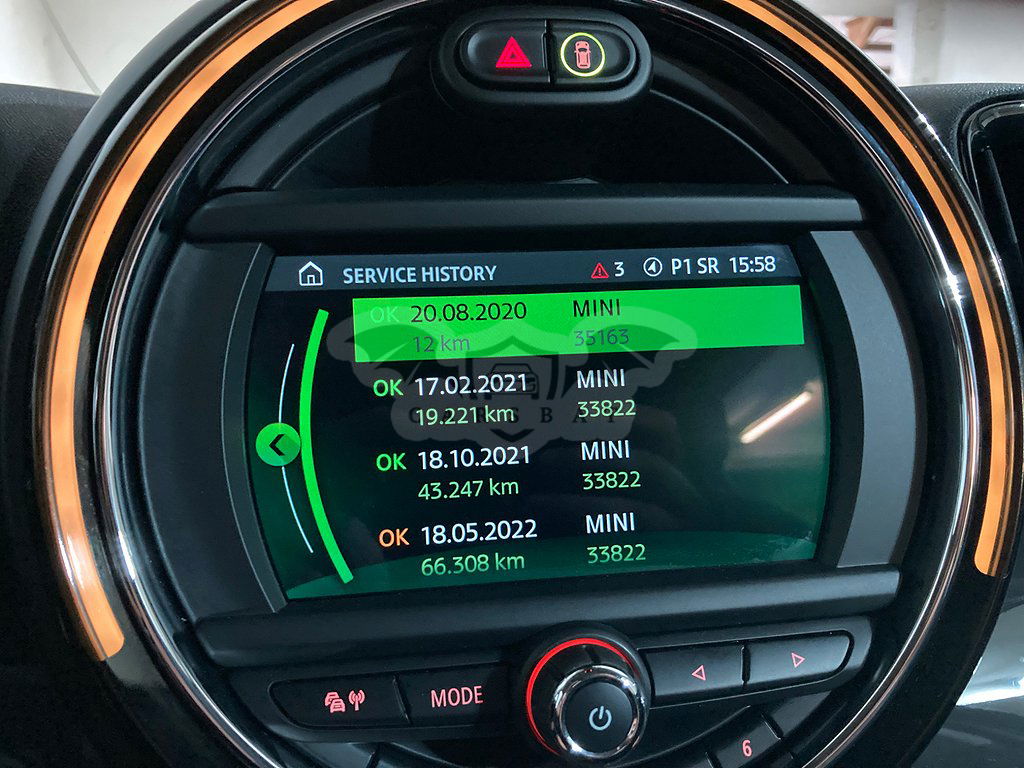 SERVICE HISTORY 3 P1 SR 15:58
OK 20.08.2020 MINI
12 km 35163
OK 17.02.2021 MINI
19.221 km 33822
CARSBAY
OK 18.10.2021 MINI
43.247 km 33822
OK 18.05.2022 MINI
66.308 km 33822
MODE
6